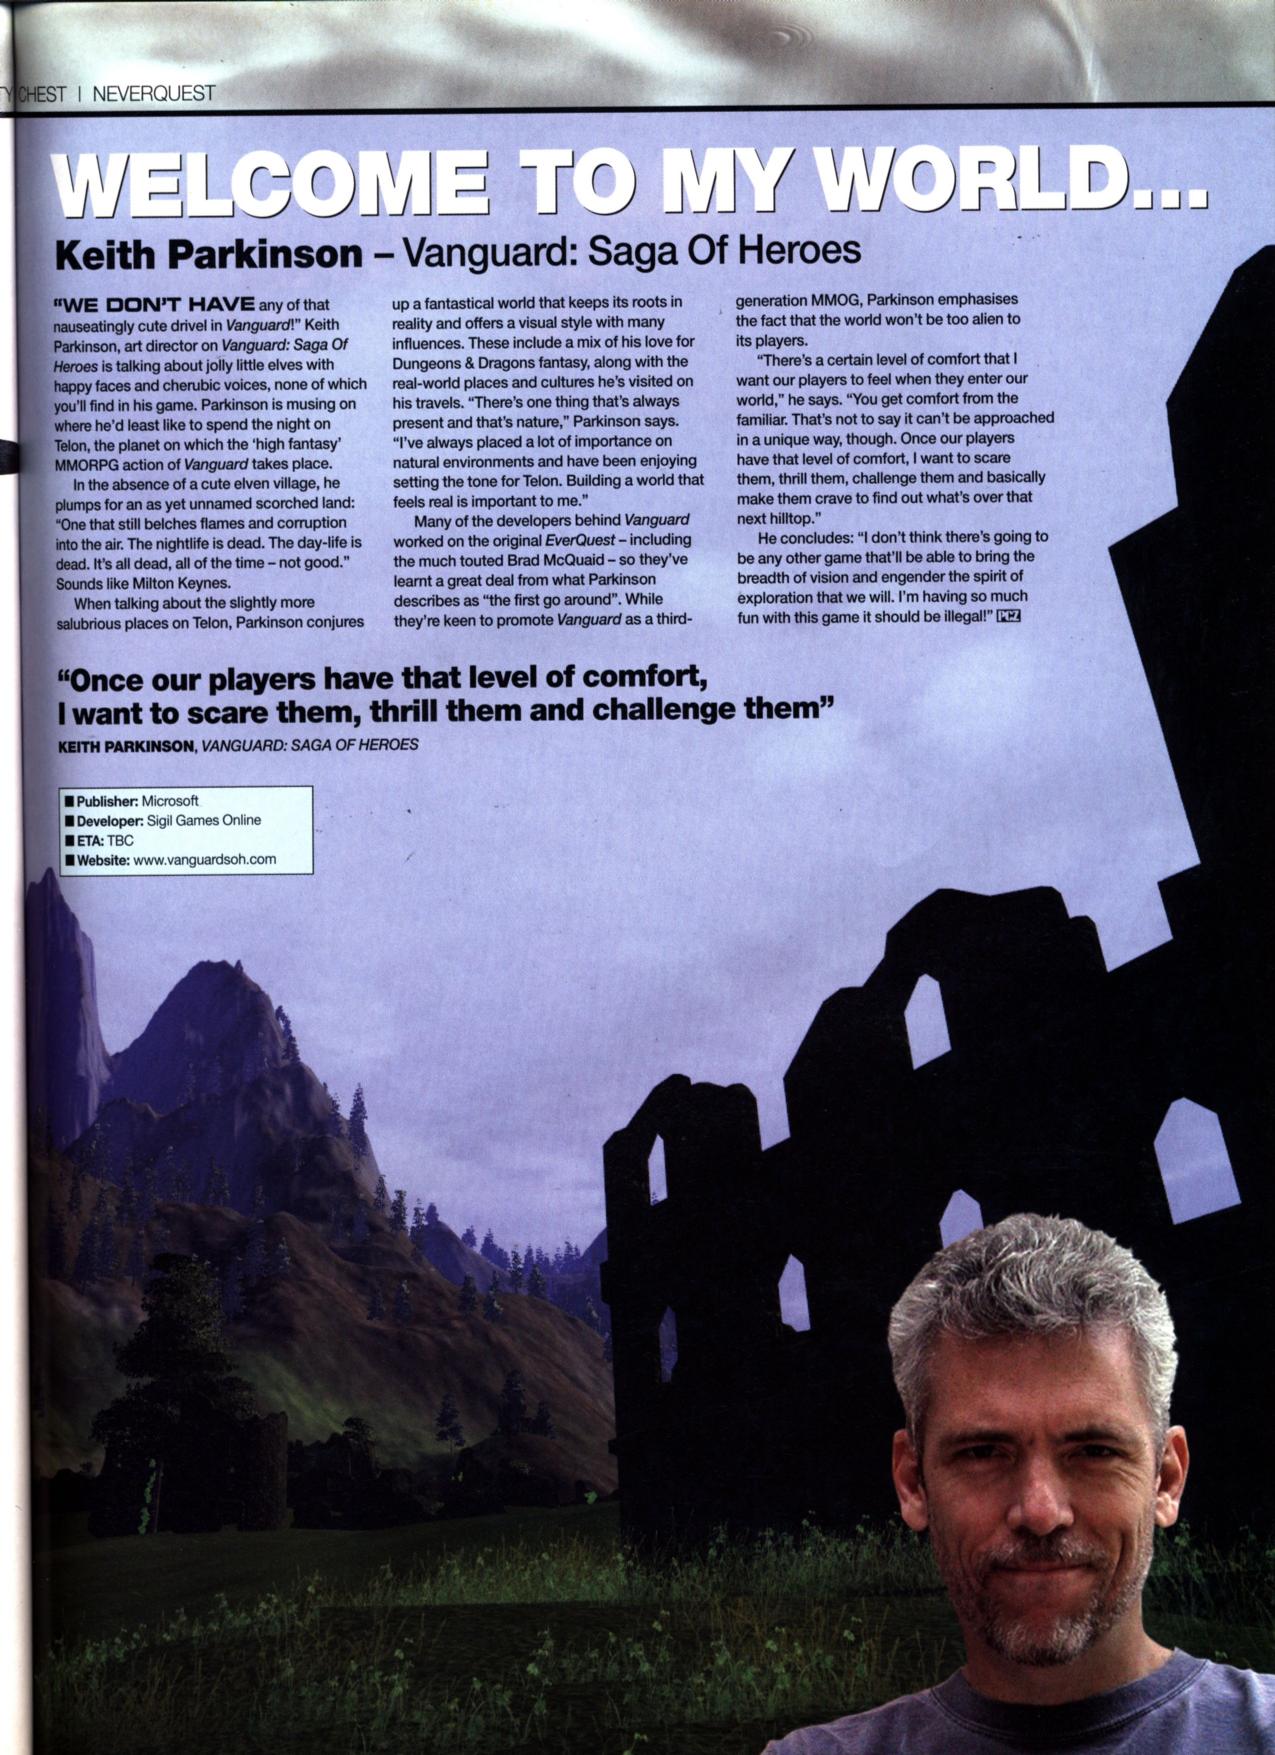 CHEST | NEVERQUEST
WELCOME TO MY WORLD...
Keith Parkinson – Vanguard: Saga Of Heroes
"WE DON'T HAVE any of that
nauseatingly cute drivel in Vanguard!" Keith
Parkinson, art director on Vanguard: Saga Of
Heroes is talking about jolly little elves with
happy faces and cherubic voices, none of which
you'll find in his game. Parkinson is musing on
where he'd least like to spend the night on
Telon, the planet on which the 'high fantasy'
MMORPG action of Vanguard takes place.
In the absence of a cute elven village, he
plumps for an as yet unnamed scorched land:
"One that still belches flames and corruption
into the air. The nightlife is dead. The day-life is
dead. It's all dead, all of the time – not good."
Sounds like Milton Keynes.
When talking about the slightly more
salubrious places on Telon, Parkinson conjures
up a fantastical world that keeps its roots in
reality and offers a visual style with many
influences. These include a mix of his love for
Dungeons & Dragons fantasy, along with the
real-world places and cultures he's visited on
his travels. "There's one thing that's always
present and that's nature," Parkinson says.
"I've always placed a lot of importance on
natural environments and have been enjoying
setting the tone for Telon. Building a world that
feels real is important to me."
Many of the developers behind Vanguard
worked on the original EverQuest – including
the much touted Brad McQuaid – so they've
learnt a great deal from what Parkinson
describes as "the first go around". While
they're keen to promote Vanguard as a third-
generation MMOG, Parkinson emphasises
the fact that the world won't be too alien to
its players.
"There's a certain level of comfort that I
want our players to feel when they enter our
world," he says. "You get comfort from the
familiar. That's not to say it can't be approached
in a unique way, though. Once our players
have that level of comfort, I want to scare
them, thrill them, challenge them and basically
make them crave to find out what's over that
next hilltop."
He concludes: "I don't think there's going to
be any other game that'll be able to bring the
breadth of vision and engender the spirit of
exploration that we will. I'm having so much
fun with this game it should be illegal!" PCZ
"Once our players have that level of comfort,
I want to scare them, thrill them and challenge them"
KEITH PARKINSON, VANGUARD: SAGA OF HEROES
■ Publisher: Microsoft
■ Developer: Sigil Games Online
■ ETA: TBC
■ Website: www.vanguardsoh.com